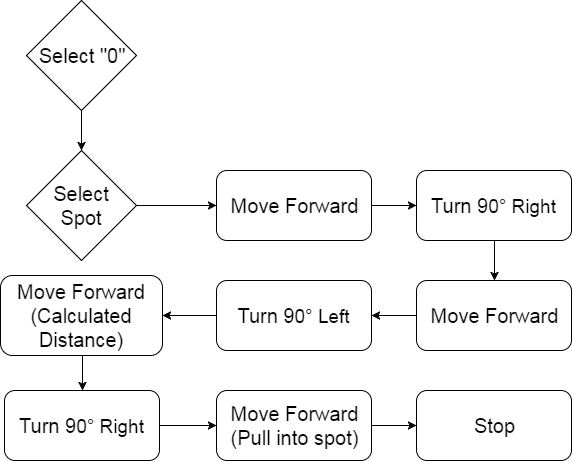 Select "0"
Select
Spot
Move Forward
Turn 90° Right
Move Forward
Turn 90° Left
Move Forward
(Calculated
Distance)
Turn 90° Right
Move Forward
(Pull into spot)
Stop